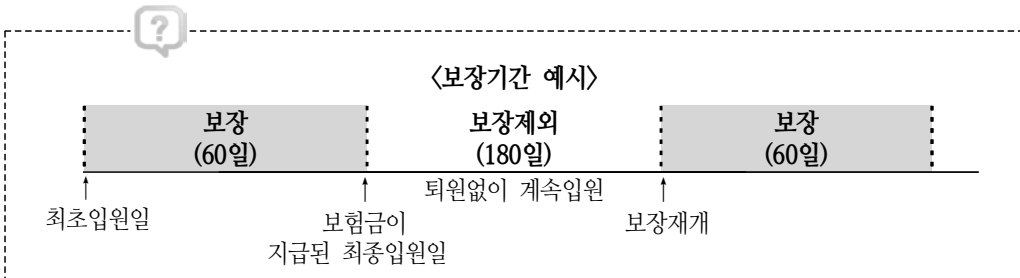 ?
〈보장기간 예시〉
보장 보장제외 보장
(60일) (180일) (60일)
퇴원없이 계속입원
최초입원일 보험금이 보장재개
지급된 최종입원일